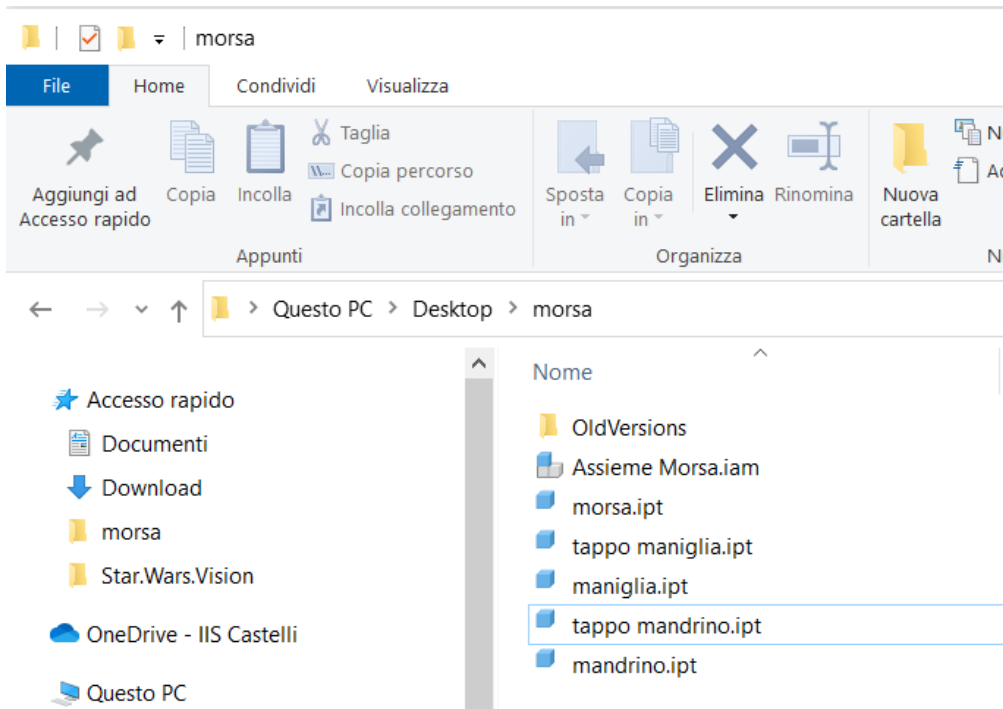 morsa
File Home Condividi Visualizza
Aggiungi ad
Accesso rapido
Copia
Incolla
Taglia
Copia percorso
Incolla collegamento
Sposta
in
Copia
in
Elimina
Rinomina
Nuova
cartella
Appunti
Organizza
Questo PC > Desktop > morsa
Accesso rapido
Documenti
Download
morsa
Star.Wars.Vision
OneDrive - IIS Castelli
Questo PC
Nome
OldVersions
Assieme Morsa.iam
morsa.ipt
tappo maniglia.ipt
maniglia.ipt
tappo mandrino.ipt
mandrino.ipt